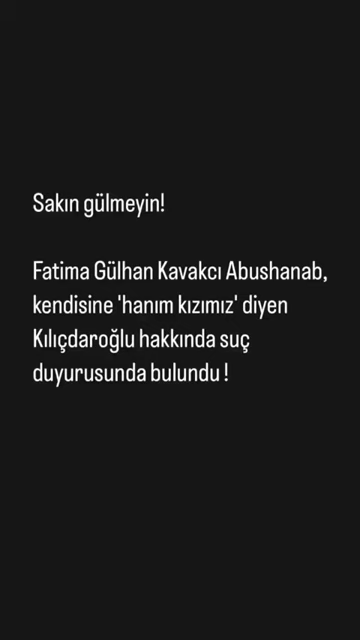 Sakın gülmeyin!
Fatima Gülhan Kavakcı Abushanab,
kendisine 'hanım kızımız' diyen
Kılıçdaroğlu hakkında suç
duyurusunda bulundu !